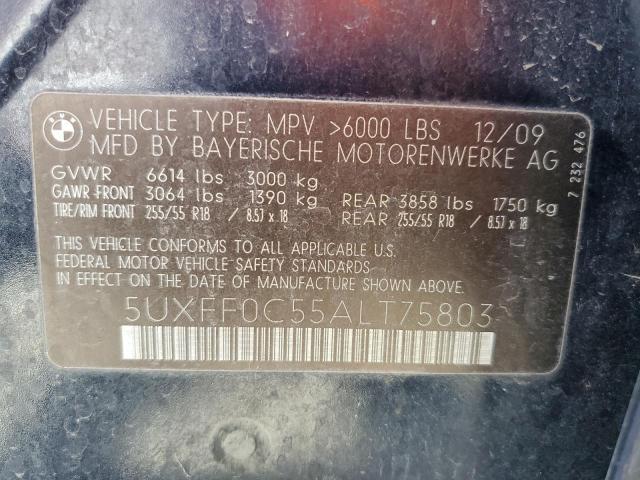 BMW
VEHICLE TYPE: MPV >6000 LBS 12/09
MFD BY BAYERISCHE MOTORENWERKE AG
GVWR 6614 lbs 3000 kg
GAWR-FRONT 3064 lbs 1390 kg REAR 3858 lbs 1750 kg
TIRE/RIM FRONT 255/55 R18 / 8.5J x 18 REAR 255/55 R18 / 8.5J x 18
THIS VEHICLE CONFORMS TO ALL APPLICABLE U.S.
FEDERAL MOTOR VEHICLE SAFETY STANDARDS IN EFFECT
ON THE DATE OF MANUFACTURE SHOWN ABOVE.
5UXFF0C55ALT75803
7 232 476